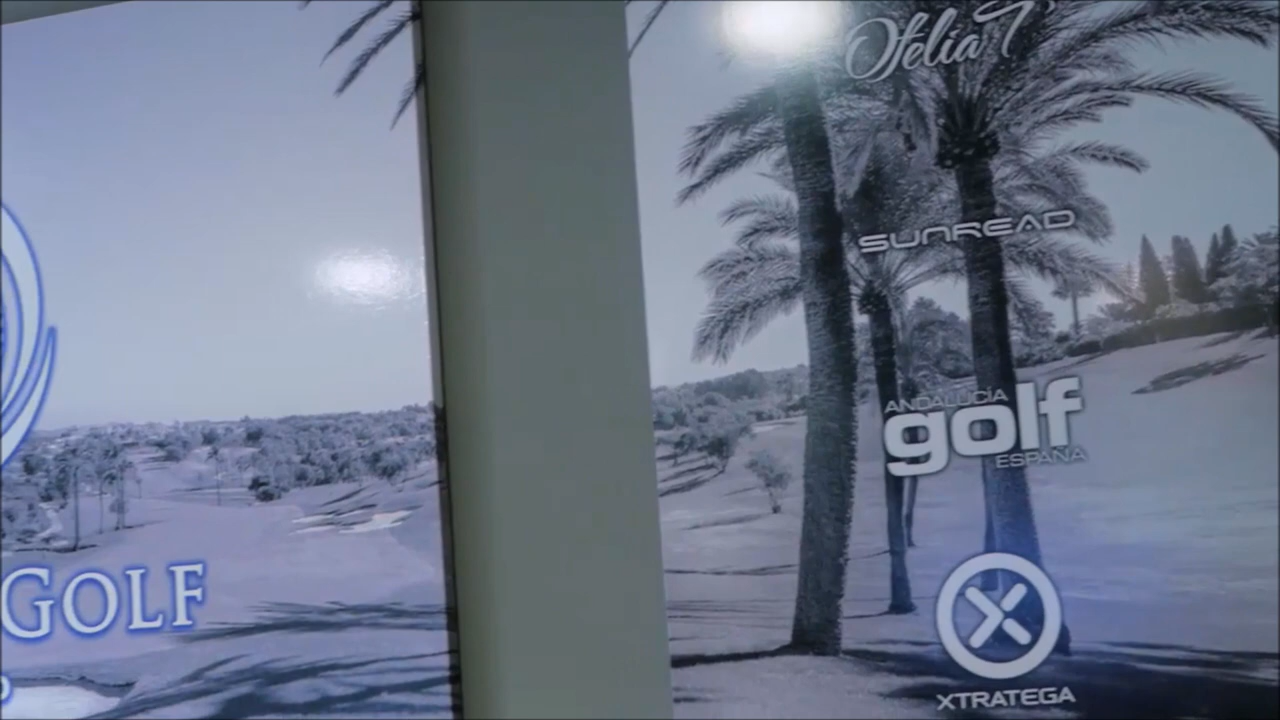 GOLF
Ofelia T
SUNREAD
ANDALUCÍA
golf
ESPAÑA
XTRATEGA